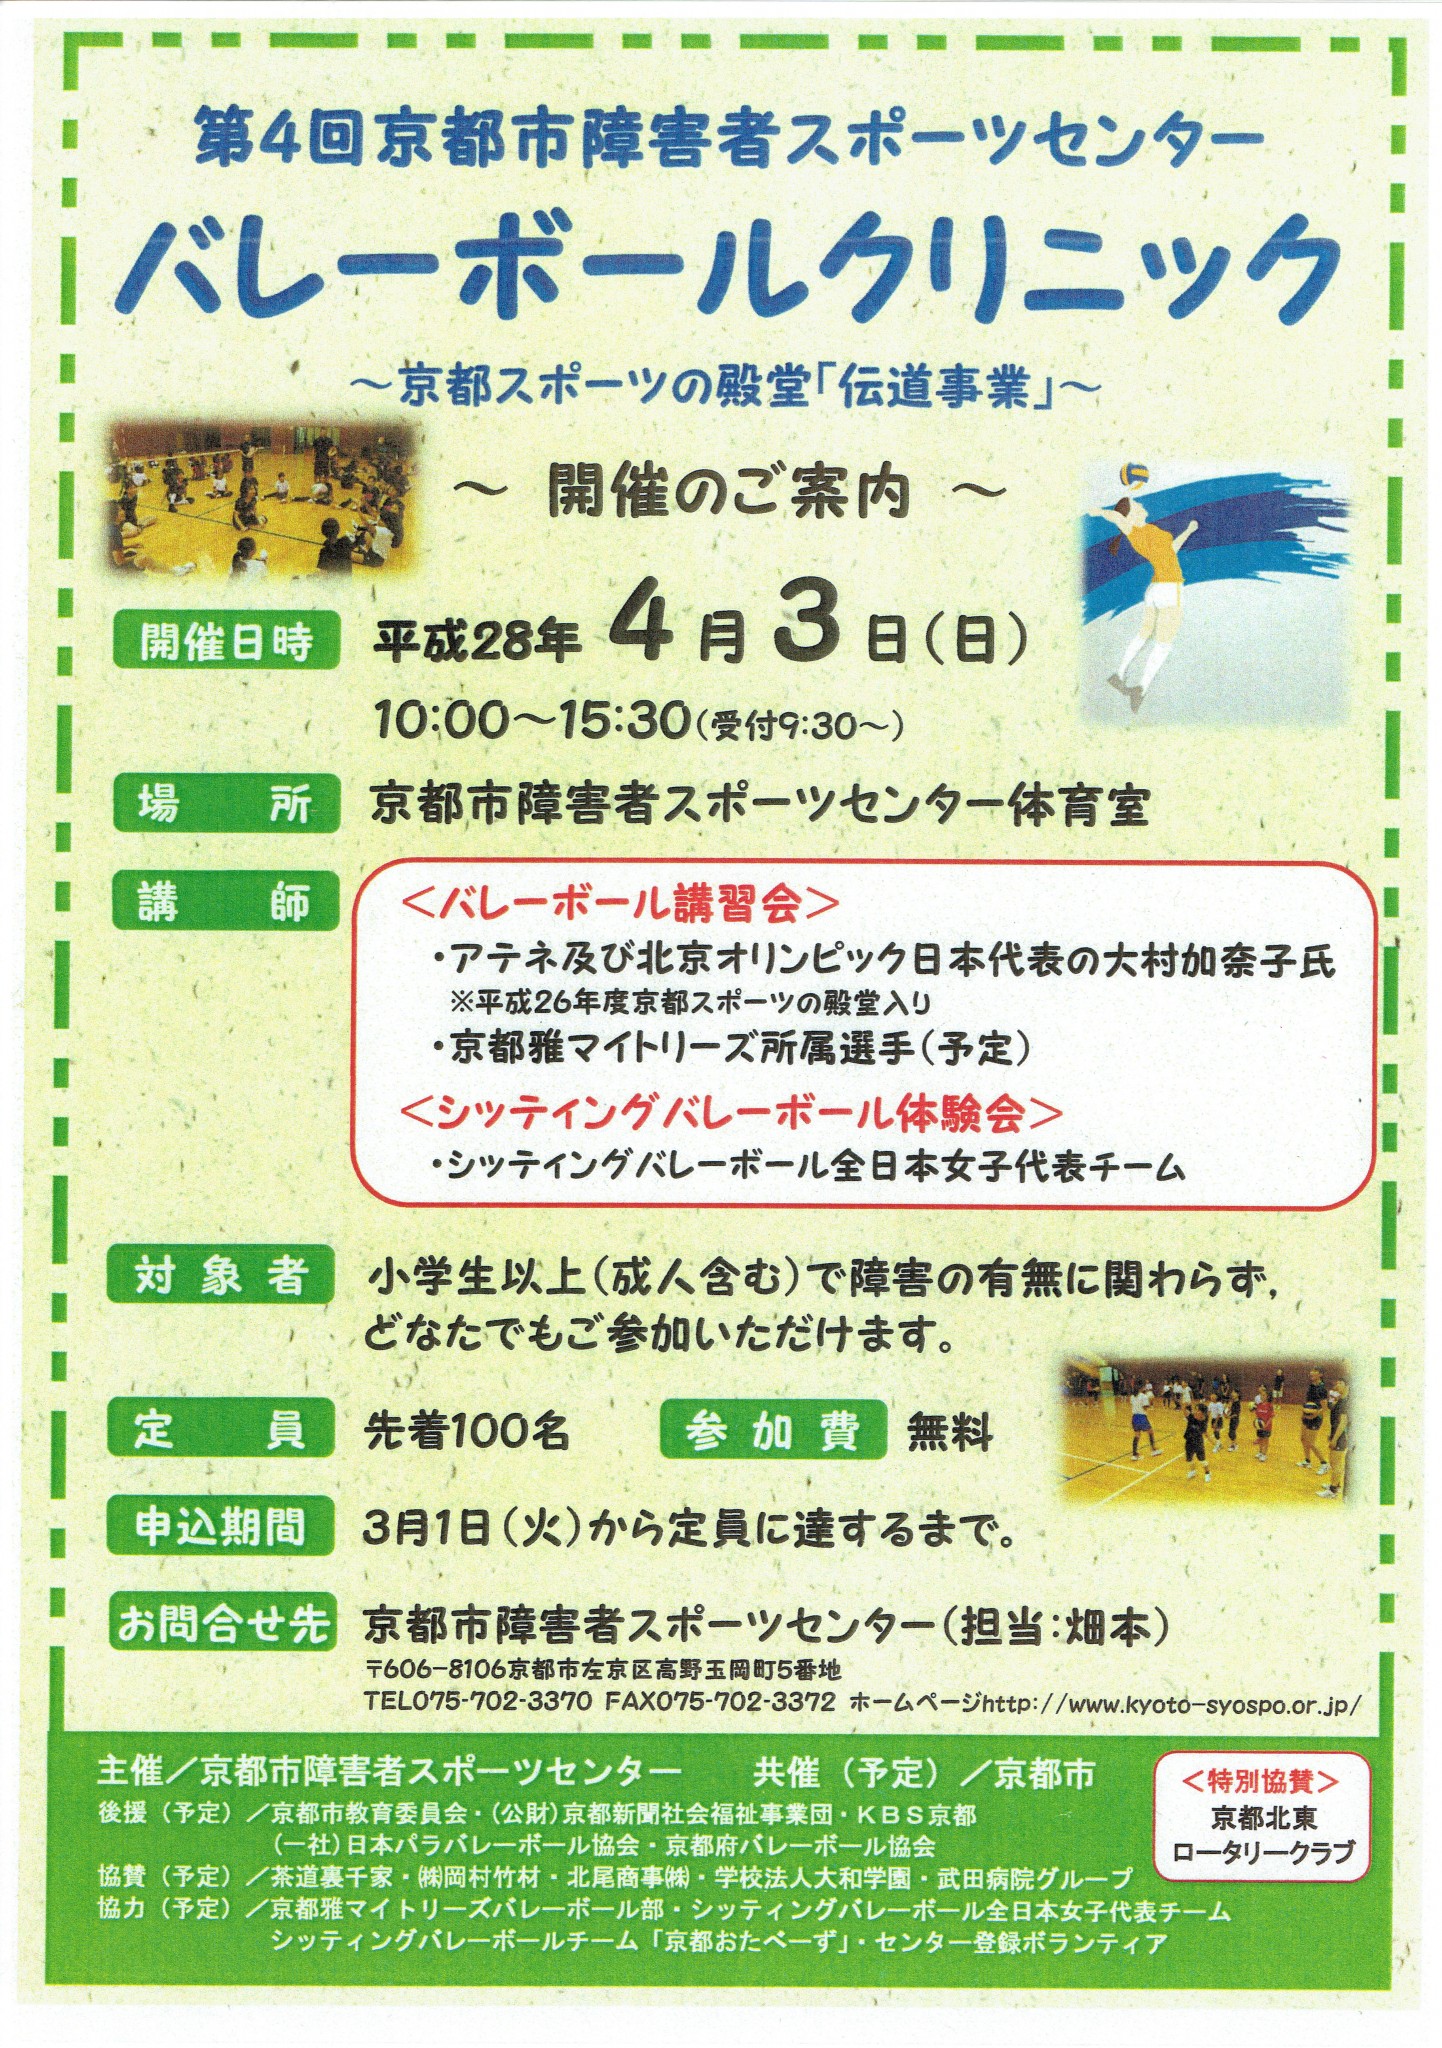 第4回京都市障害者スポーツセンター
バレーボールクリニック
～京都スポーツの殿堂「伝道事業」～
～ 開催のご案内 ～
開催日時 平成28年 4月3日(日)
10:00～15:30(受付9:30～)
場所 京都市障害者スポーツセンター体育室
講師 <バレーボール講習会>
・アテネ及び北京オリンピック日本代表の大村加奈子氏
※平成26年度京都スポーツの殿堂入り
・京都雅マイトリーズ所属選手(予定)
<シッティングバレーボール体験会>
・シッティングバレーボール全日本女子代表チーム
対象者 小学生以上(成人含む)で障害の有無に関わらず,
どなたでもご参加いただけます。
定員 先着100名 参加費 無料
申込期間 3月1日(火)から定員に達するまで。
お問合せ先 京都市障害者スポーツセンター(担当:畑本)
〒606-8106京都市左京区高野玉岡町5番地
TEL075-702-3370 FAX075-702-3372 ホームページhttp://www.kyoto-syospo.or.jp/
主催／京都市障害者スポーツセンター 共催（予定）／京都市
後援（予定）／京都市教育委員会・(公財)京都新聞社会福祉事業団・KBS京都
(一社)日本パラバレーボール協会・京都府バレーボール協会
協賛（予定）／茶道裏千家・㈱岡村竹材・北尾商事㈱・学校法人大和学園・武田病院グループ
協力（予定）／京都雅マイトリーズバレーボール部・シッティングバレーボール全日本女子代表チーム
シッティングバレーボールチーム「京都おたべーず」・センター登録ボランティア
<特別協賛>
京都北東
ロータリークラブ